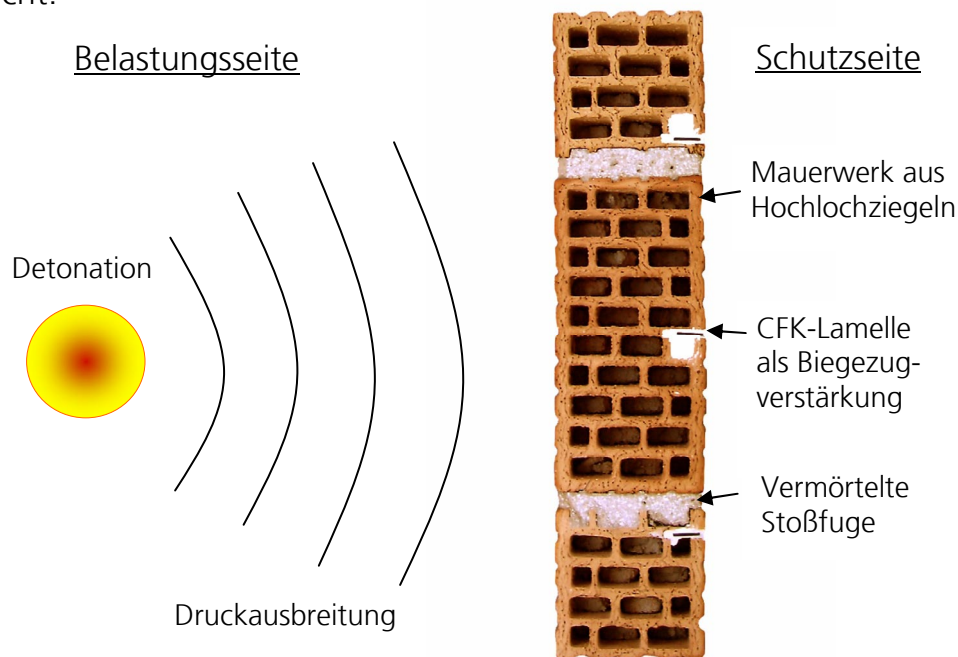 Belastungsseite
Schutzseite
Mauerwerk aus
Hochlochziegeln
Detonation
CFK-Lamelle
als Biegezug-
verstärkung
Vermörtelte
Stoßfuge
Druckausbreitung